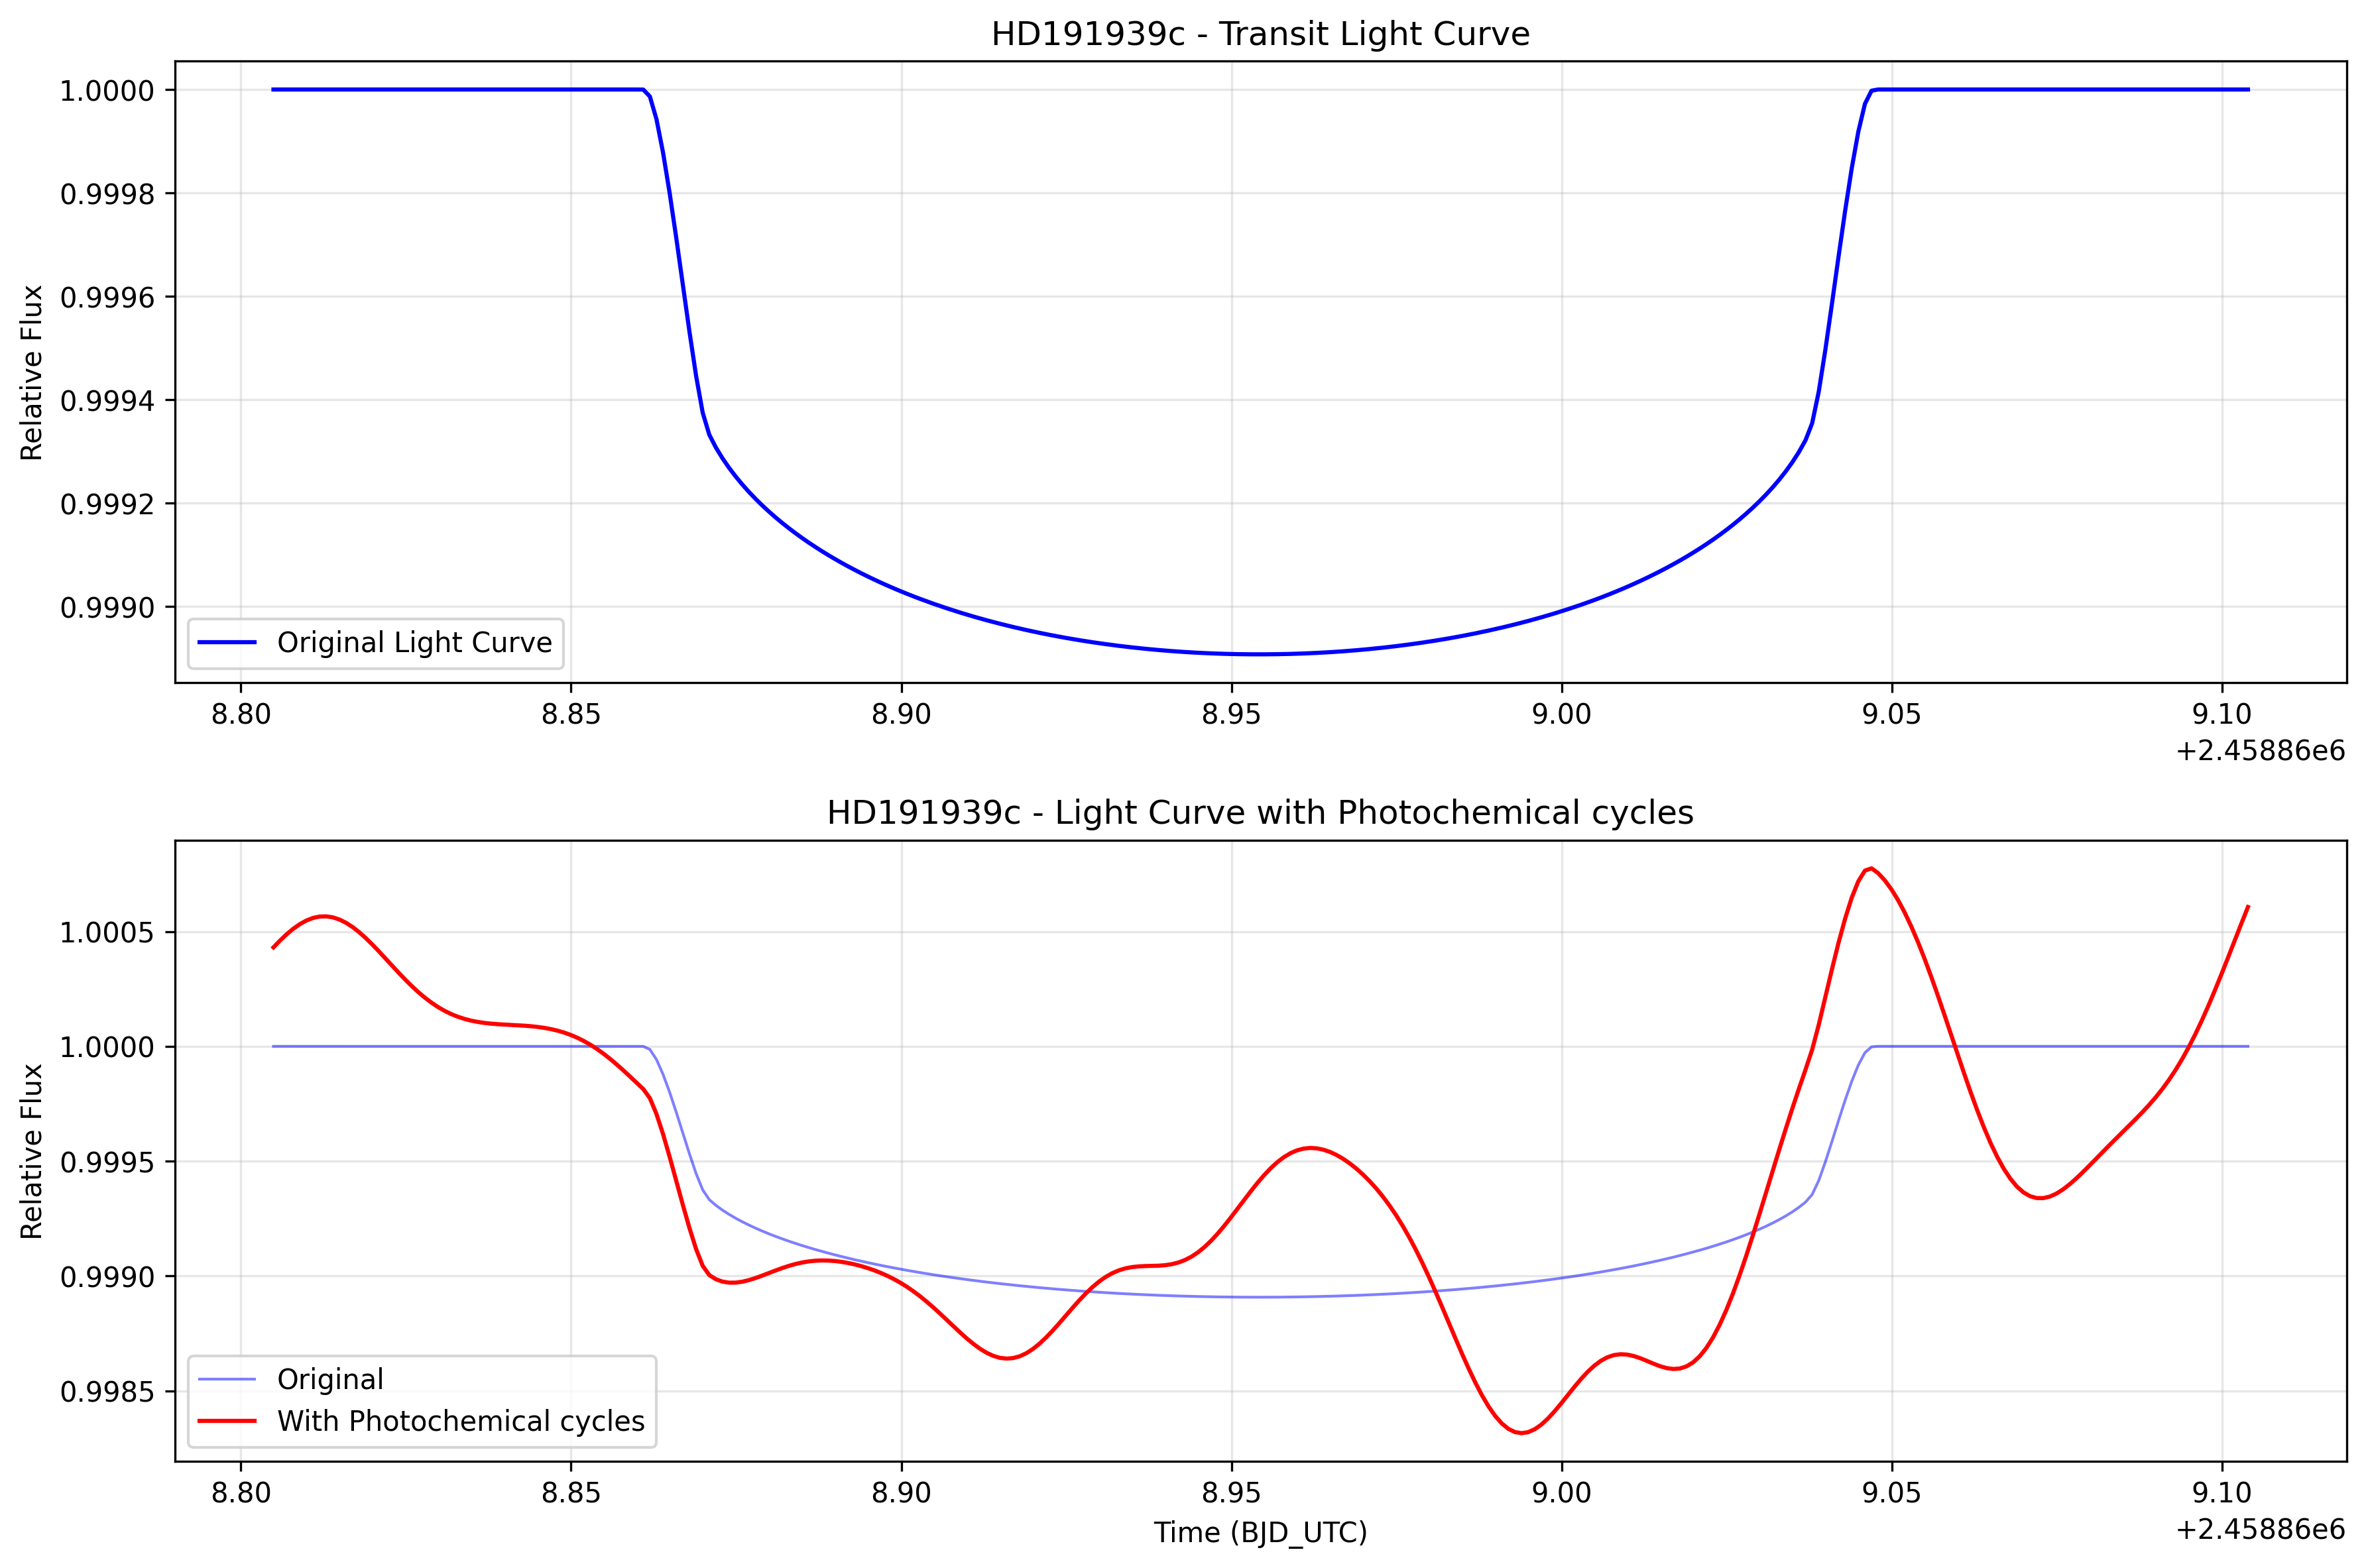 HD191939c - Transit Light Curve
Relative Flux
1.0000
0.9998
0.9996
0.9994
0.9992
0.9990
Original Light Curve
8.80 8.85 8.90 8.95 9.00 9.05 9.10
+2.45886e6
HD191939c - Light Curve with Photochemical cycles
Relative Flux
1.0005
1.0000
0.9995
0.9990
0.9985
Original
With Photochemical cycles
8.80 8.85 8.90 8.95 9.00 9.05 9.10
Time (BJD_UTC)
+2.45886e6